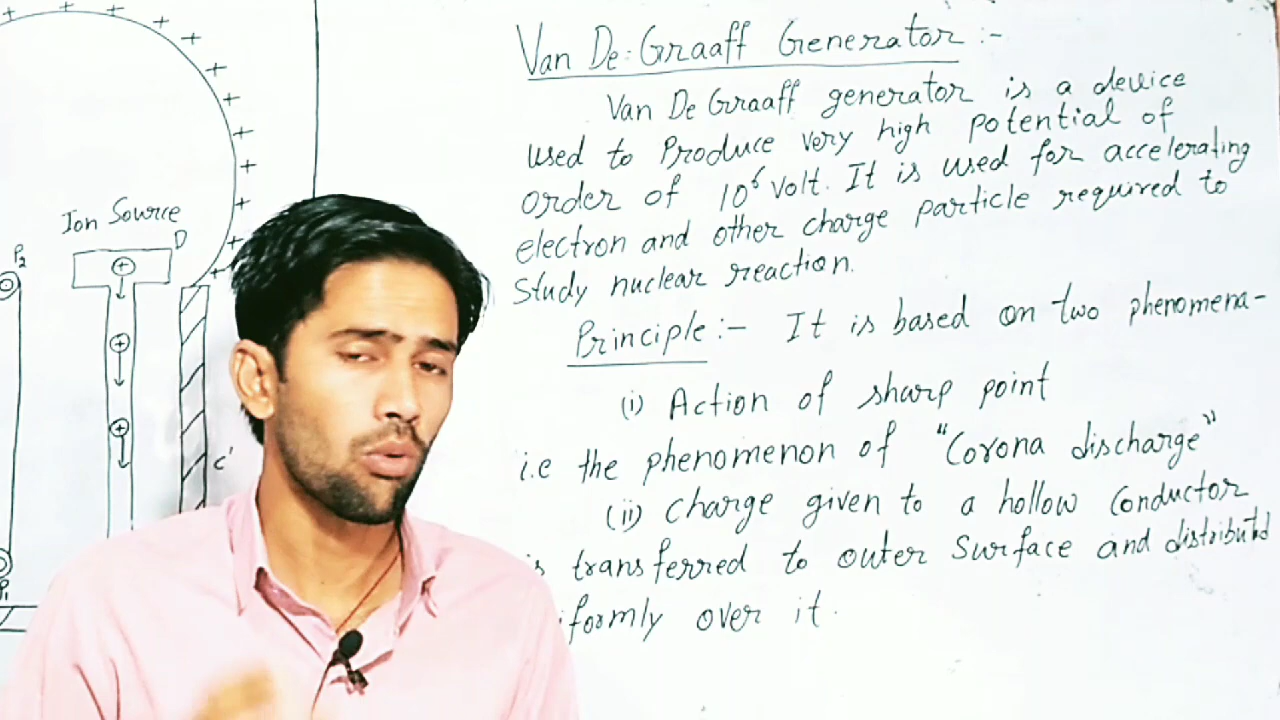 Van De-Graaff Generator :-
Van De Graaff generator is a device
used to Produce very high potential of
order of 10⁶ Volt. It is used for accelerating
electron and other charge particle required to
Study nuclear reaction.
Principle :- It is based on two phenomena-
(i) Action of sharp point
i.e the phenomenon of "Corona discharge"
(ii) Charge given to a hollow Conductor
transferred to outer Surface and distributed
formly over it.
Ion Source
D
P₂
C'
P₁